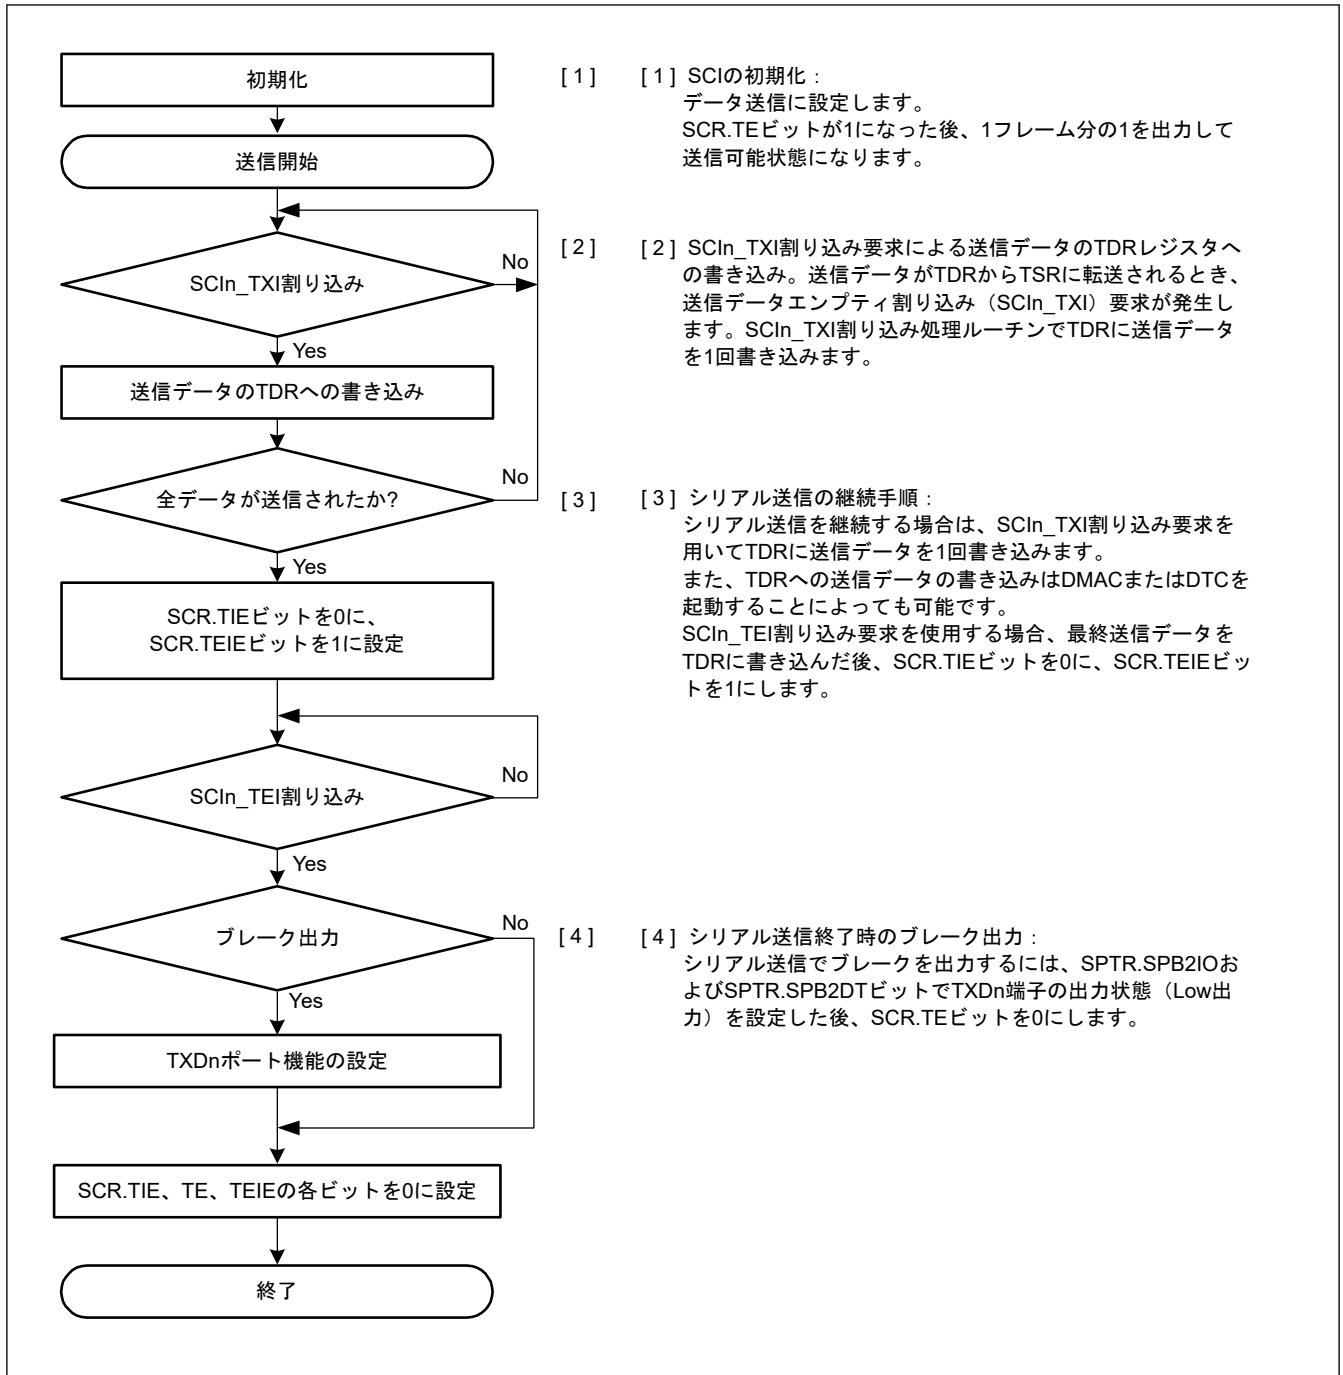 初期化
[ 1 ]
[ 1 ] SCIの初期化：
データ送信に設定します。
SCR.TEビットが1になった後、1フレーム分の1を出力して
送信可能状態になります。
送信開始
SCIn_TXI割り込み
No
Yes
[ 2 ]
[ 2 ] SCIn_TXI割り込み要求による送信データのTDRレジスタへ
の書き込み。送信データがTDRからTSRに転送されるとき、
送信データエンプティ割り込み（SCIn_TXI）要求が発生し
ます。SCIn_TXI割り込み処理ルーチンでTDRに送信データ
を1回書き込みます。
送信データのTDRへの書き込み
全データが送信されたか?
No
Yes
[ 3 ]
[ 3 ] シリアル送信の継続手順：
シリアル送信を継続する場合は、SCIn_TXI割り込み要求を
用いてTDRに送信データを1回書き込みます。
また、TDRへの送信データの書き込みはDMACまたはDTCを
起動することによっても可能です。
SCIn_TEI割り込み要求を使用する場合、最終送信データを
TDRに書き込んだ後、SCR.TIEビットを0に、SCR.TEIEビッ
トを1にします。
SCR.TIEビットを0に、
SCR.TEIEビットを1に設定
SCIn_TEI割り込み
No
Yes
ブレーク出力
No
Yes
[ 4 ]
[ 4 ] シリアル送信終了時のブレーク出力：
シリアル送信でブレークを出力するには、SPTR.SPB2IOお
よびSPTR.SPB2DTビットでTXDn端子の出力状態（Low出
力）を設定した後、SCR.TEビットを0にします。
TXDnポート機能の設定
SCR.TIE、TE、TEIEの各ビットを0に設定
終了